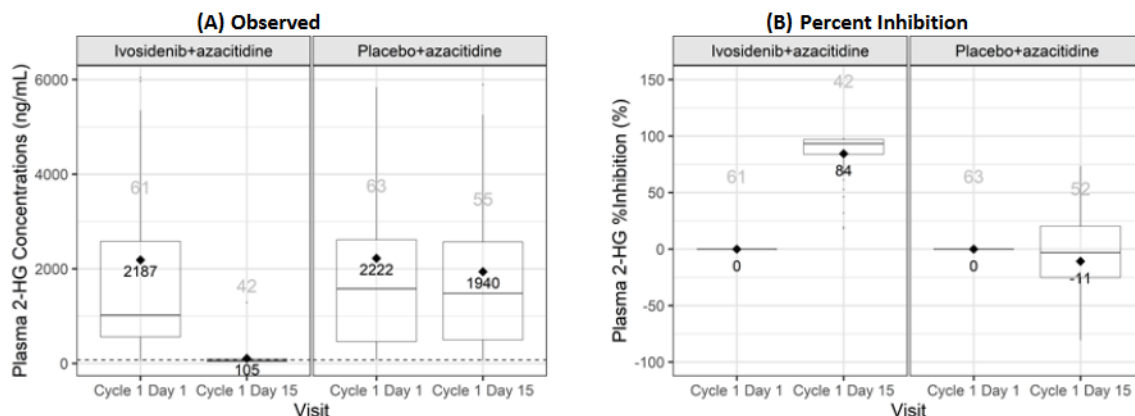 (A) Observed
Ivosidenib+azacitidine
Placebo+azacitidine
Plasma 2-HG Concentrations (ng/mL)
6000
4000
2000
0
61
2187
42
105
63
2222
55
1940
Cycle 1 Day 1
Cycle 1 Day 15
Cycle 1 Day 1
Cycle 1 Day 15
Visit
(B) Percent Inhibition
Ivosidenib+azacitidine
Placebo+azacitidine
Plasma 2-HG %Inhibition (%)
150
100
50
0
-50
-100
61
0
42
84
63
0
52
-11
Cycle 1 Day 1
Cycle 1 Day 15
Cycle 1 Day 1
Cycle 1 Day 15
Visit